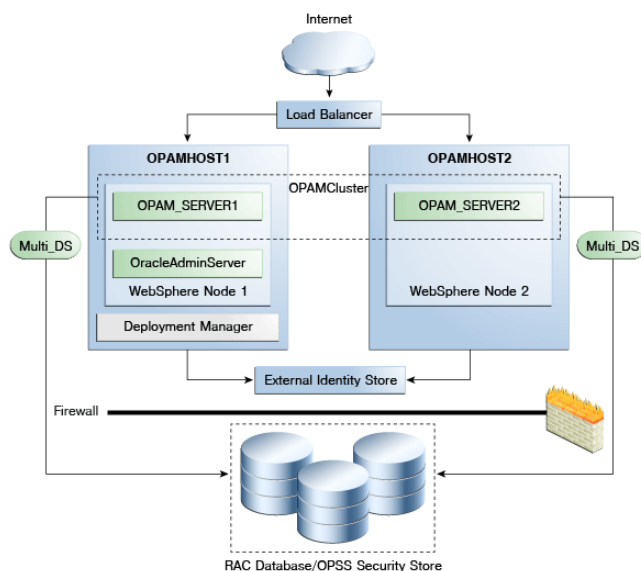 Internet
Load Balancer
OPAMHOST1
OPAMHOST2
OPAMCluster
OPAM_SERVER1
OPAM_SERVER2
Multi_DS
Multi_DS
OracleAdminServer
WebSphere Node 1
WebSphere Node 2
Deployment Manager
External Identity Store
Firewall
RAC Database/OPSS Security Store